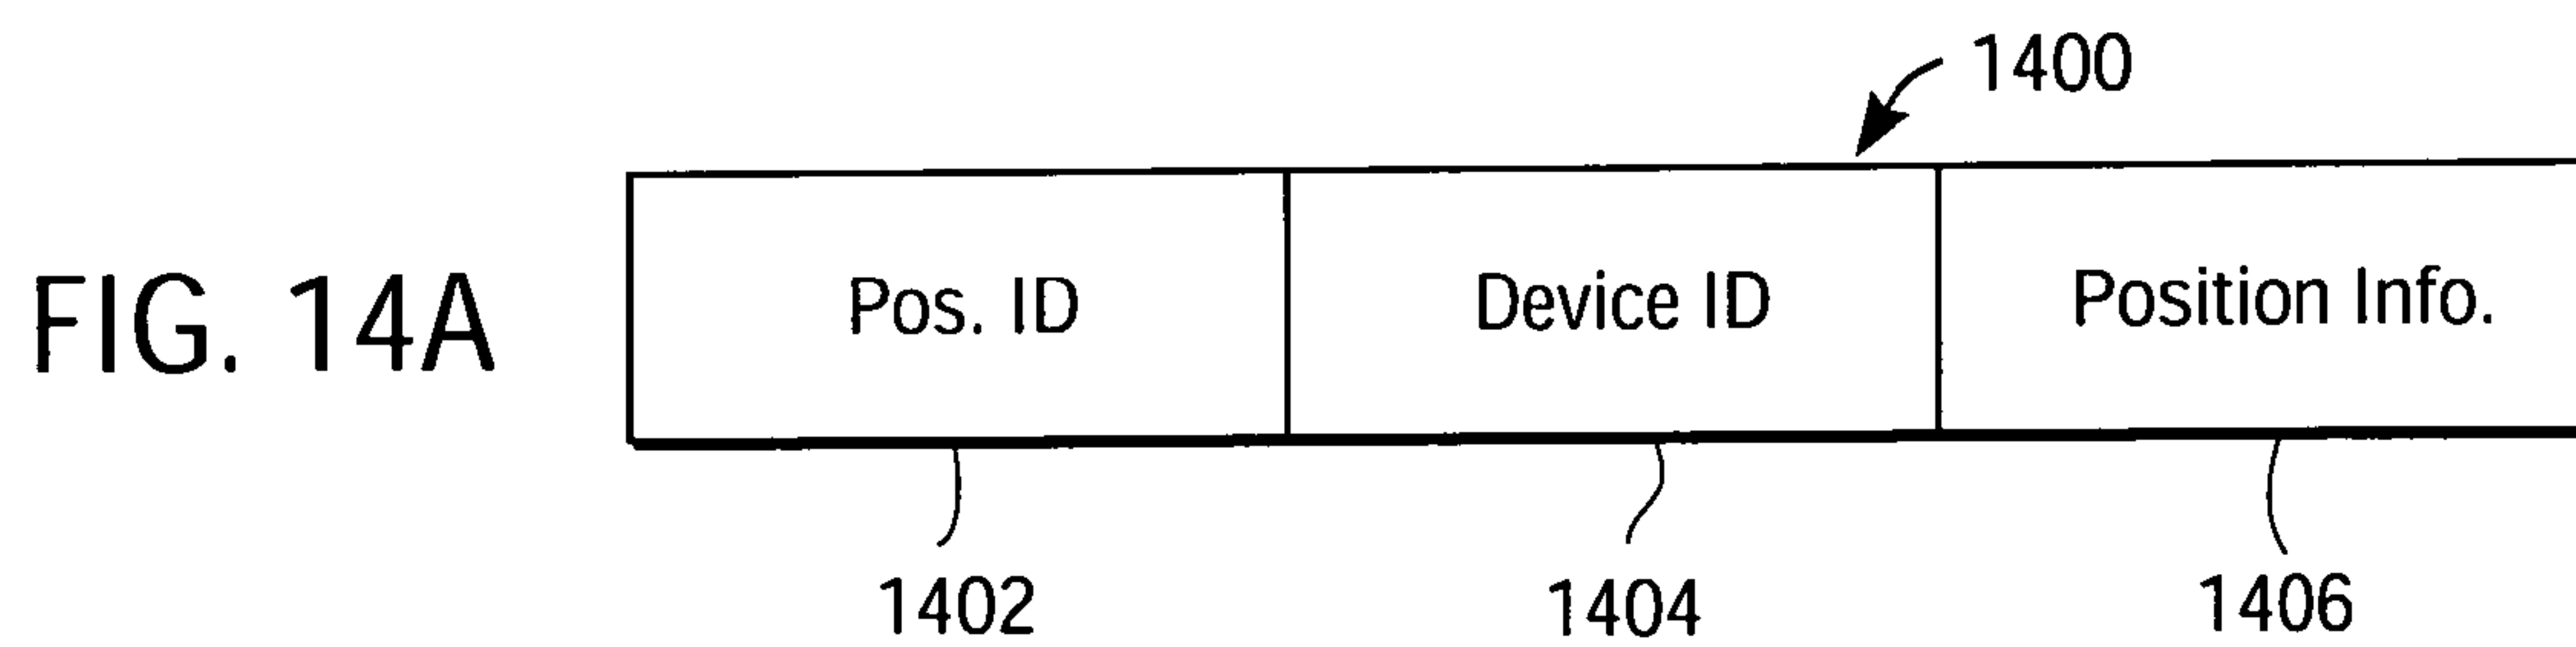 1400
FIG. 14A
Pos. ID
Device ID
Position Info.
1402
1404
1406